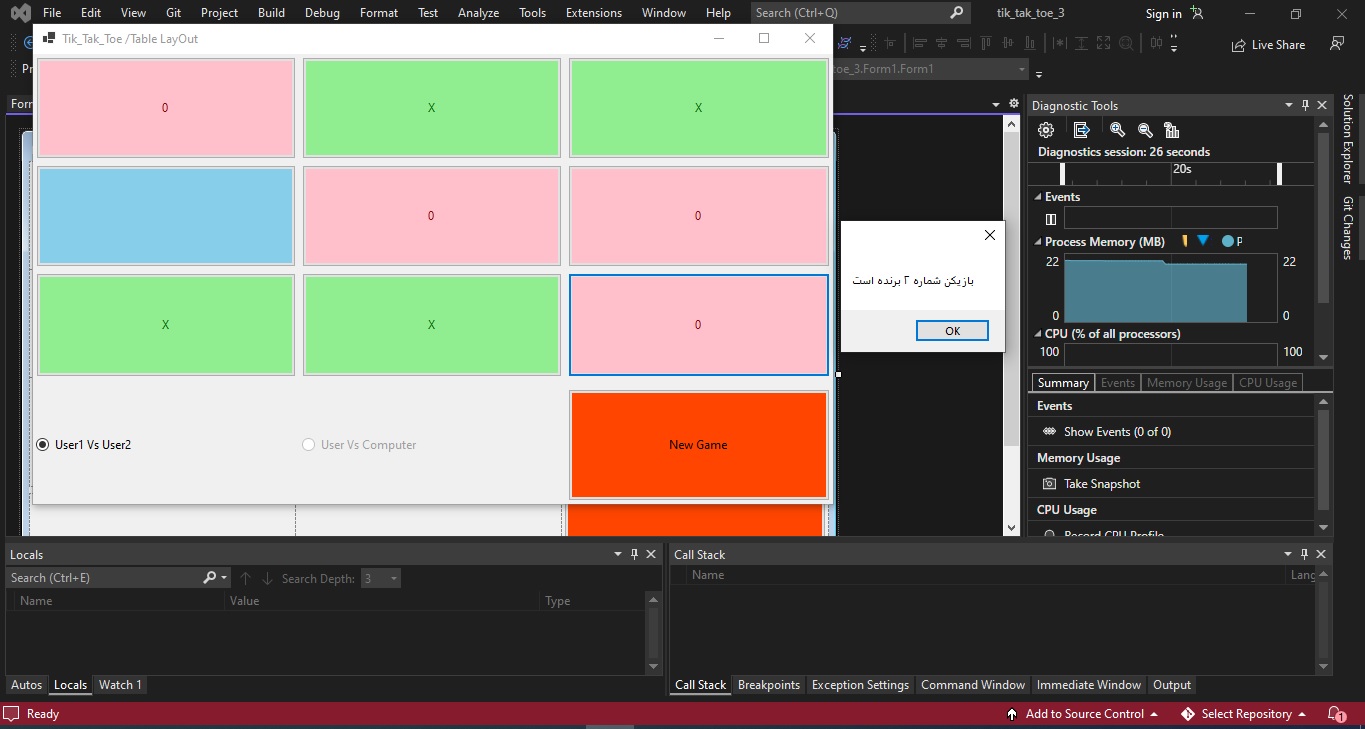 File Edit View Git Project Build Debug Format Test Analyze Tools Extensions Window Help Search (Ctrl+Q) tik_tak_toe_3 Sign in
Tik_Tak_Toe /Table LayOut
Live Share
Pr
toe_3.Form1.Form1
Form
0 X X
0 0
X X 0
User1 Vs User2 User Vs Computer New Game
بازیکن شماره ۲ برنده است
OK
Diagnostic Tools
Diagnostics session: 26 seconds
20s
Events
Process Memory (MB) P
22 22
0 0
CPU (% of all processors)
100 100
Summary Events Memory Usage CPU Usage
Events
Show Events (0 of 0)
Memory Usage
Take Snapshot
CPU Usage
Record CPU Profile
Solution Explorer
Git Changes
Locals
Search (Ctrl+E) Search Depth: 3
Name Value Type
Autos Locals Watch 1
Call Stack
Name Lang
Call Stack Breakpoints Exception Settings Command Window Immediate Window Output
Ready Add to Source Control Select Repository 1